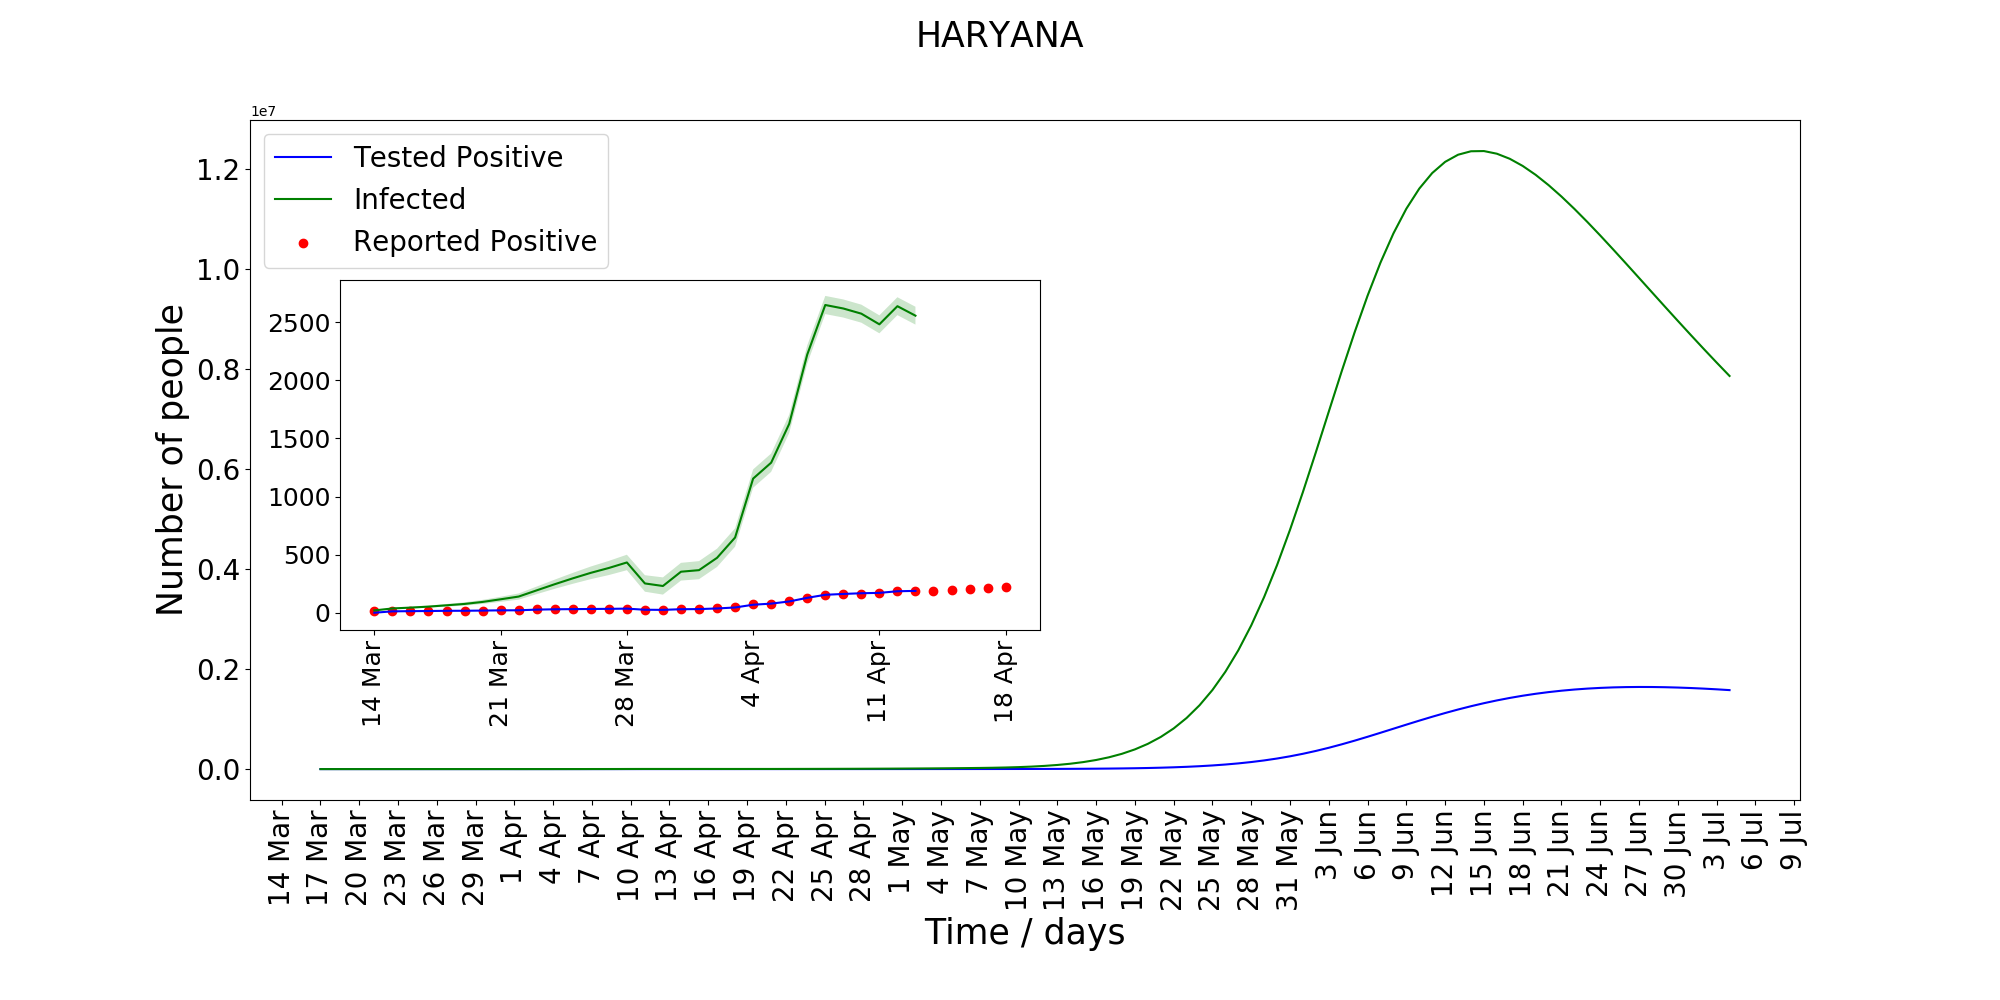 HARYANA
1e7
Tested Positive
Infected
Reported Positive
Number of people
1.2
1.0
0.8
0.6
0.4
0.2
0.0
2500
2000
1500
1000
500
0
14 Mar
21 Mar
28 Mar
4 Apr
11 Apr
18 Apr
14 Mar
17 Mar
20 Mar
23 Mar
26 Mar
29 Mar
1 Apr
4 Apr
7 Apr
10 Apr
13 Apr
16 Apr
19 Apr
22 Apr
25 Apr
28 Apr
1 May
4 May
7 May
10 May
13 May
16 May
19 May
22 May
25 May
28 May
31 May
3 Jun
6 Jun
9 Jun
12 Jun
15 Jun
18 Jun
21 Jun
24 Jun
27 Jun
30 Jun
3 Jul
6 Jul
9 Jul
Time / days